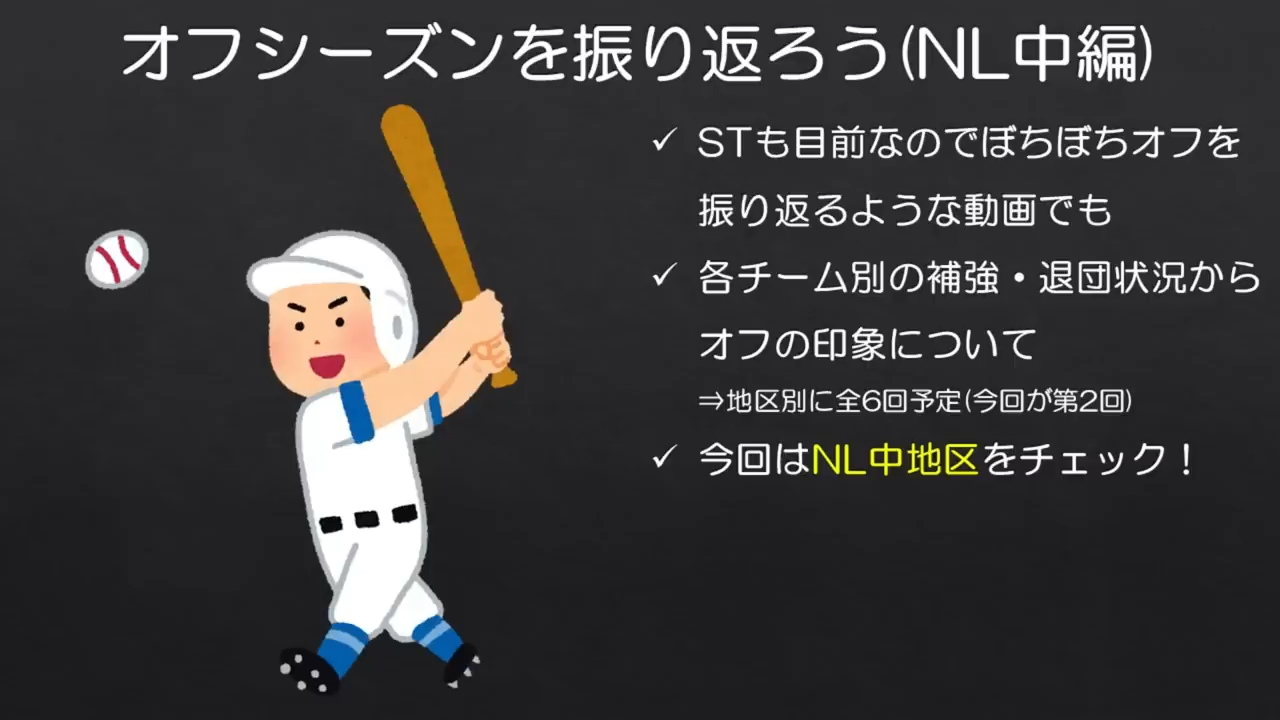 オフシーズンを振り返ろう(NL中編)
✓ STも目前なのでぼちぼちオフを
振り返るような動画でも
✓ 各チーム別の補強・退団状況から
オフの印象について
⇒地区別に全6回予定(今回が第2回)
✓ 今回はNL中地区をチェック！